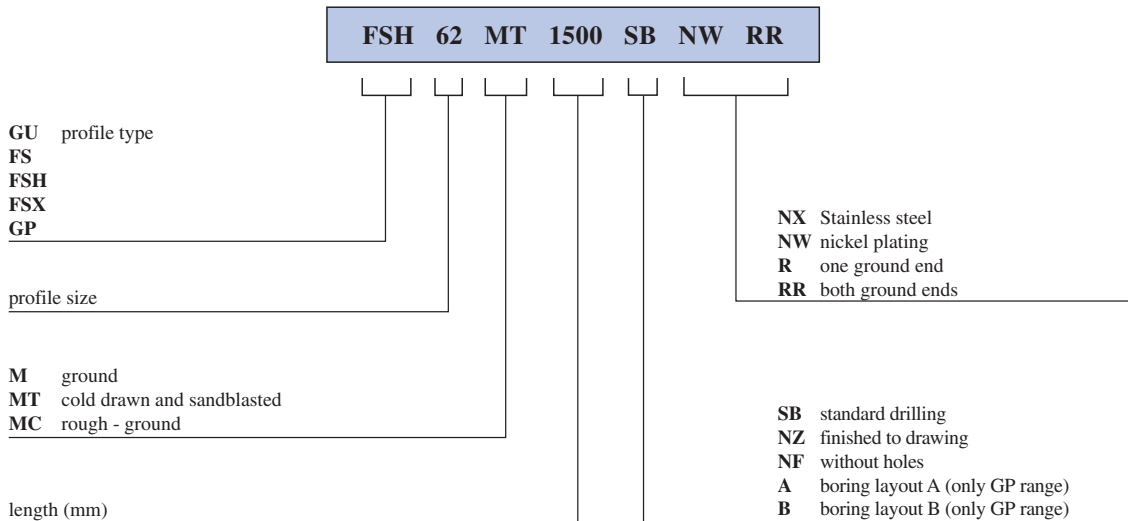 FSH 62 MT 1500 SB NW RR
GU profile type
FS
FSH
FSX
GP
NX Stainless steel
NW nickel plating
R one ground end
RR both ground ends
profile size
M ground
MT cold drawn and sandblasted
MC rough - ground
SB standard drilling
NZ finished to drawing
NF without holes
A boring layout A (only GP range)
B boring layout B (only GP range)
length (mm)